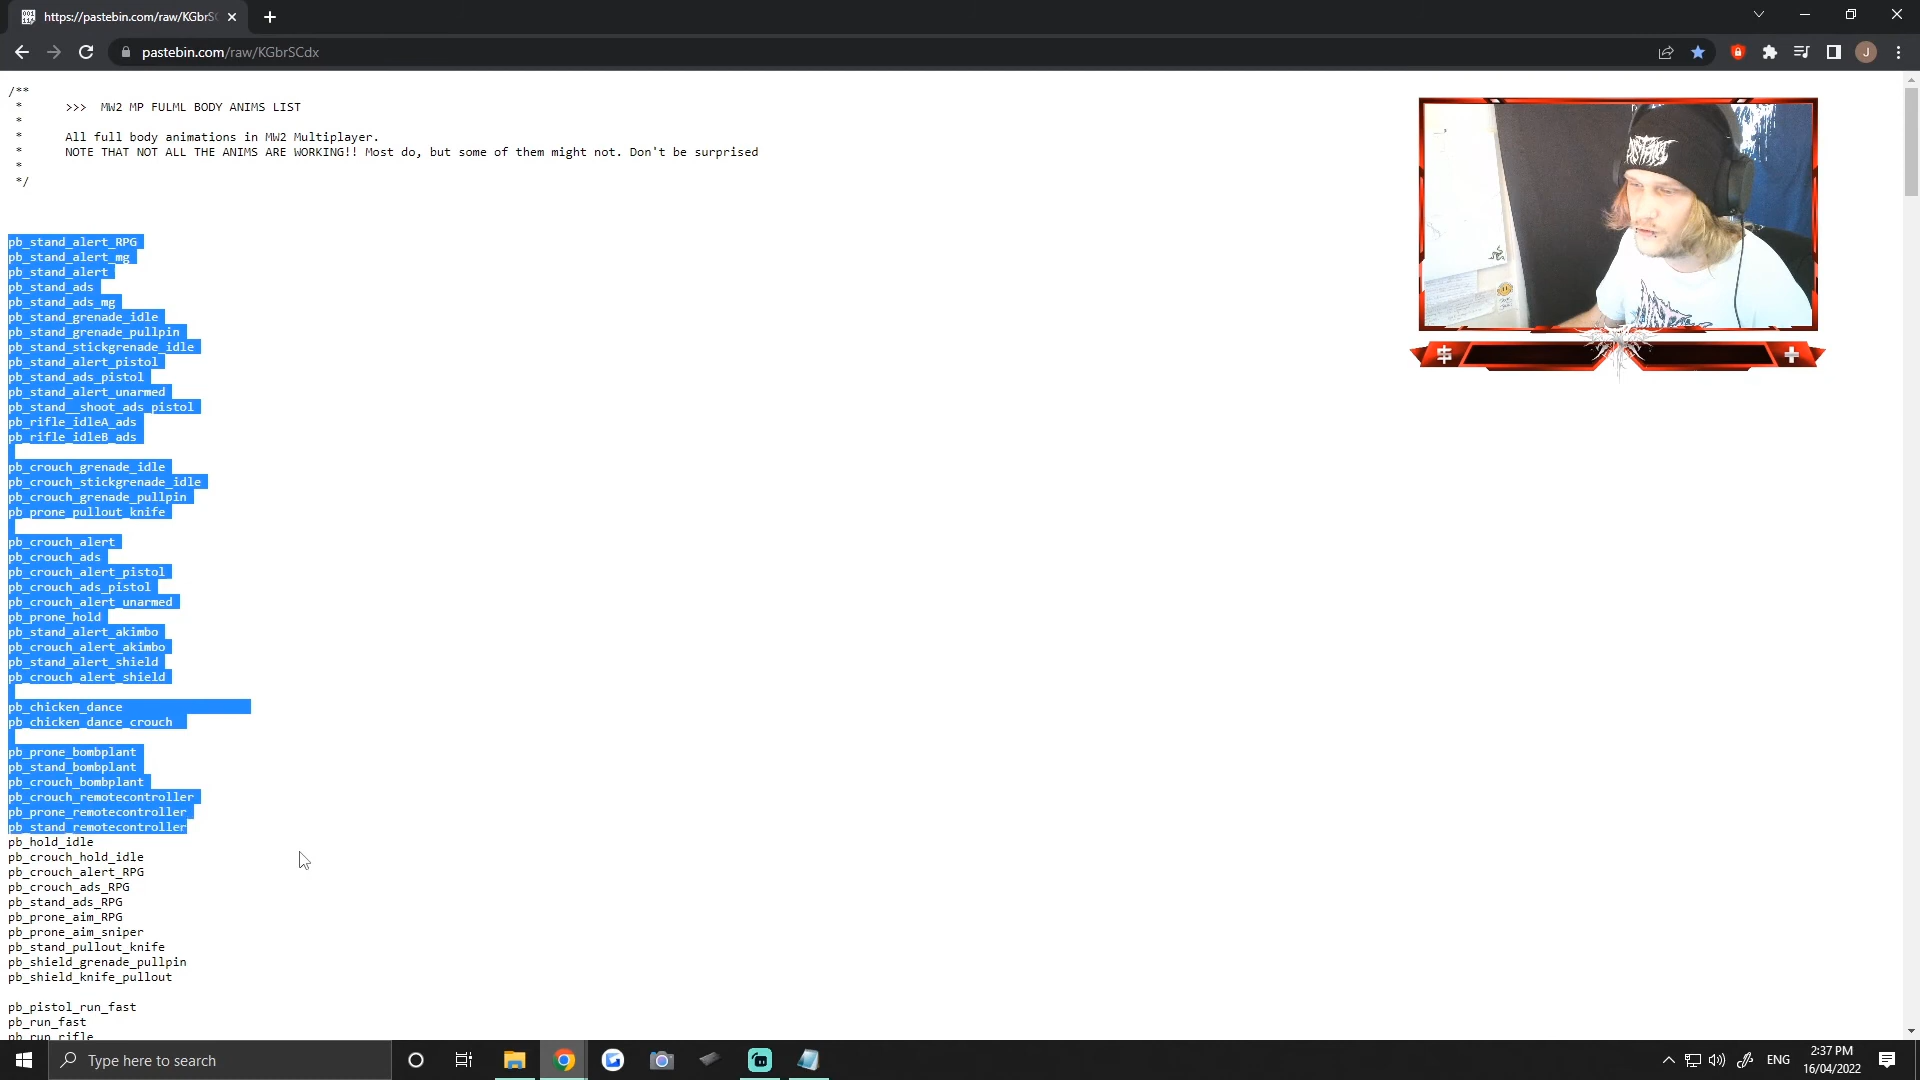 https://pastebin.com/raw/KGbrS
pastebin.com/raw/KGbrSCdx
J
/**
* >>> MW2 MP FULML BODY ANIMS LIST
*
* All full body animations in MW2 Multiplayer.
* NOTE THAT NOT ALL THE ANIMS ARE WORKING!! Most do, but some of them might not. Don't be surprised
*
*/
pb_stand_alert_RPG
pb_stand_alert_mg
pb_stand_alert
pb_stand_ads
pb_stand_ads_mg
pb_stand_grenade_idle
pb_stand_grenade_pullpin
pb_stand_stickgrenade_idle
pb_stand_alert_pistol
pb_stand_ads_pistol
pb_stand_alert_unarmed
pb_stand__shoot_ads_pistol
pb_rifle_idleA_ads
pb_rifle_idleB_ads
pb_crouch_grenade_idle
pb_crouch_stickgrenade_idle
pb_crouch_grenade_pullpin
pb_prone_pullout_knife
pb_crouch_alert
pb_crouch_ads
pb_crouch_alert_pistol
pb_crouch_ads_pistol
pb_crouch_alert_unarmed
pb_prone_hold
pb_stand_alert_akimbo
pb_crouch_alert_akimbo
pb_stand_alert_shield
pb_crouch_alert_shield
pb_chicken_dance
pb_chicken_dance_crouch
pb_prone_bombplant
pb_stand_bombplant
pb_crouch_bombplant
pb_crouch_remotecontroller
pb_prone_remotecontroller
pb_stand_remotecontroller
pb_hold_idle
pb_crouch_hold_idle
pb_crouch_alert_RPG
pb_crouch_ads_RPG
pb_stand_ads_RPG
pb_prone_aim_RPG
pb_prone_aim_sniper
pb_stand_pullout_knife
pb_shield_grenade_pullpin
pb_shield_knife_pullout
pb_pistol_run_fast
pb_run_fast
pb_run_rifle
Type here to search
ENG
2:37 PM
16/04/2022